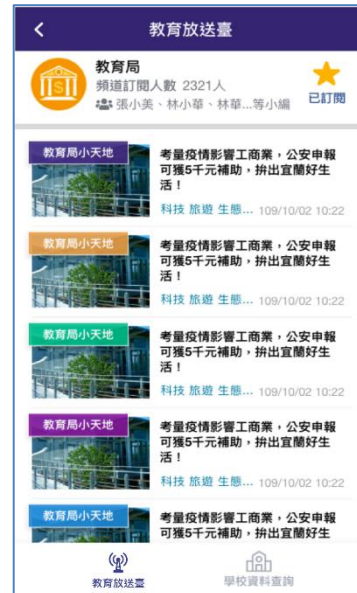 教育放送臺
教育局
頻道訂閱人數 2321人
張小美、林小華、林華...等小編
已訂閱
教育局小天地
考量疫情影響工商業，公安申報
可獲5千元補助，拚出宜蘭好生
活！
科技 旅遊 生態... 109/10/02 10:22
教育局小天地
考量疫情影響工商業，公安申報
可獲5千元補助，拚出宜蘭好生
活！
科技 旅遊 生態... 109/10/02 10:22
教育局小天地
考量疫情影響工商業，公安申報
可獲5千元補助，拚出宜蘭好生
活！
科技 旅遊 生態... 109/10/02 10:22
教育局小天地
考量疫情影響工商業，公安申報
可獲5千元補助，拚出宜蘭好生
活！
科技 旅遊 生態... 109/10/02 10:22
教育局小天地
考量疫情影響工商業，公安申報
可獲5千元補助，拚出宜蘭好生
教育放送臺
學校資料查詢